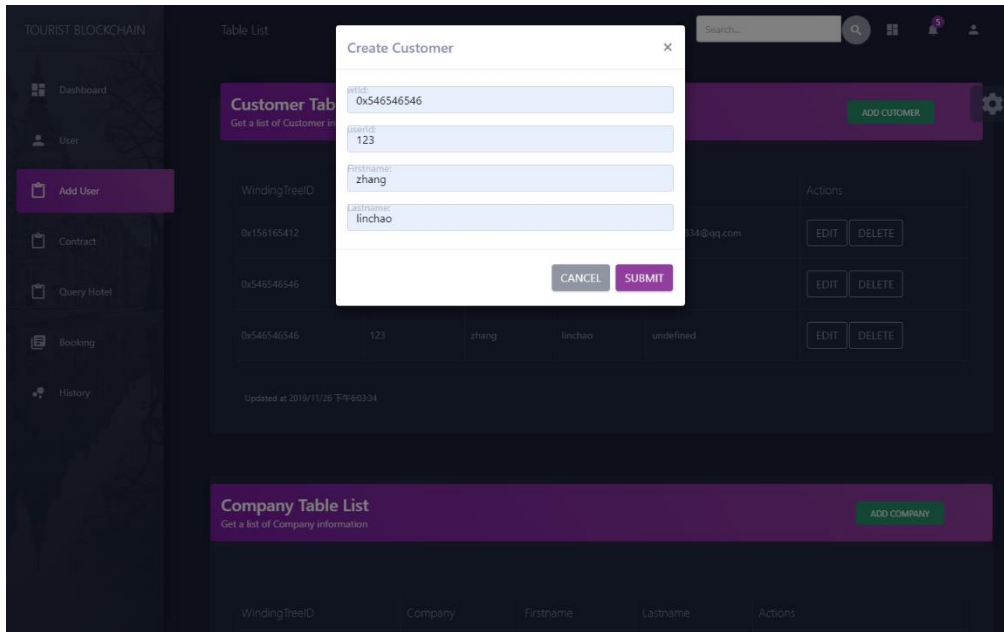 TOURIST BLOCKCHAIN
Table List
Search...
5
Dashboard
User
Add User
Contract
Query Hotel
Booking
History
Create Customer
×
wtId:
0x546546546
userid:
123
Firstname:
zhang
Lastname:
linchao
CANCEL SUBMIT
Customer Tab
Get a list of Customer in
ADD CUTOMER
WindingTreeID Actions
0x156165412 334@qq.com EDIT DELETE
0x546546546 EDIT DELETE
0x546546546 123 zhang linchao undefined EDIT DELETE
Updated at 2019/11/26 下午6:03:34
Company Table List
Get a list of Company information
ADD COMPANY
WindingTreeID Company Firstname Lastname Actions